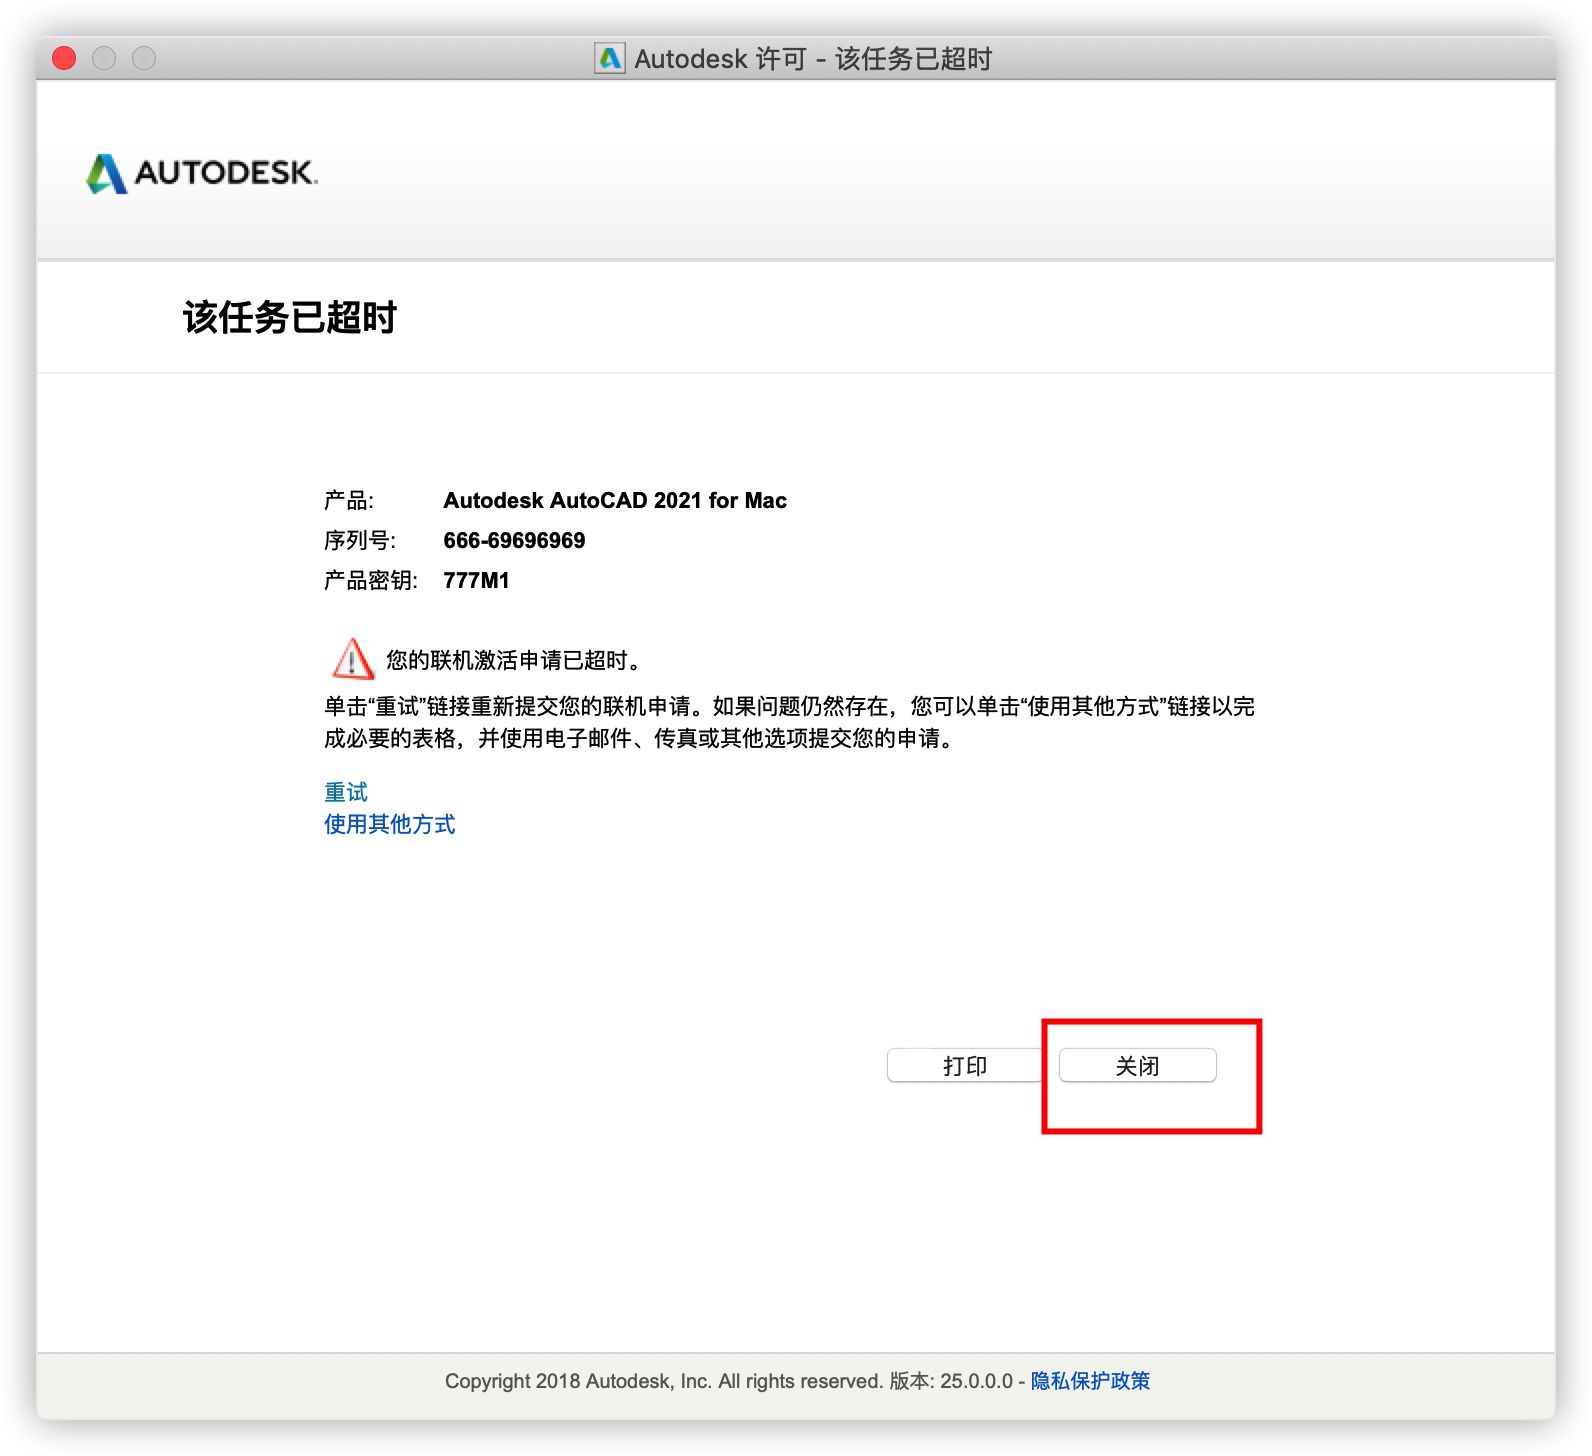 Autodesk 许可 - 该任务已超时
AUTODESK.
该任务已超时
产品: Autodesk AutoCAD 2021 for Mac
序列号: 666-69696969
产品密钥: 777M1
您的联机激活申请已超时。
单击“重试”链接重新提交您的联机申请。如果问题仍然存在，您可以单击“使用其他方式”链接以完
成必要的表格，并使用电子邮件、传真或其他选项提交您的申请。
重试
使用其他方式
打印 关闭
Copyright 2018 Autodesk, Inc. All rights reserved. 版本: 25.0.0.0 - 隐私保护政策